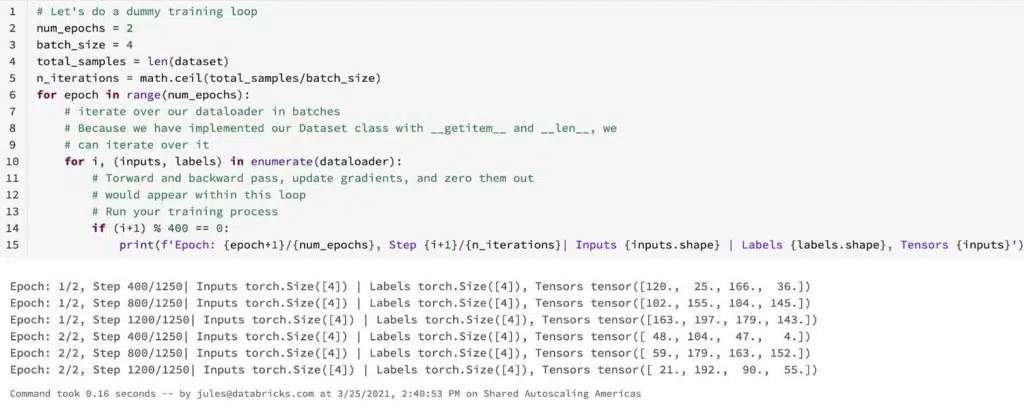 1 # Let's do a dummy training loop
2 num_epochs = 2
3 batch_size = 4
4 total_samples = len(dataset)
5 n_iterations = math.ceil(total_samples/batch_size)
6 for epoch in range(num_epochs):
7     # iterate over our dataloader in batches
8     # Because we have implemented our Dataset class with __getitem__ and __len__, we
9     # can iterate over it
10     for i, (inputs, labels) in enumerate(dataloader):
11         # Torward and backward pass, update gradients, and zero them out
12         # would appear within this loop
13         # Run your training process
14         if (i+1) % 400 == 0:
15             print(f'Epoch: {epoch+1}/{num_epochs}, Step {i+1}/{n_iterations}| Inputs {inputs.shape} | Labels {labels.shape}, Tensors {inputs}')
Epoch: 1/2, Step 400/1250| Inputs torch.Size([4]) | Labels torch.Size([4]), Tensors tensor([120.,  25., 166.,  36.])
Epoch: 1/2, Step 800/1250| Inputs torch.Size([4]) | Labels torch.Size([4]), Tensors tensor([102., 155., 104., 145.])
Epoch: 1/2, Step 1200/1250| Inputs torch.Size([4]) | Labels torch.Size([4]), Tensors tensor([163., 197., 179., 143.])
Epoch: 2/2, Step 400/1250| Inputs torch.Size([4]) | Labels torch.Size([4]), Tensors tensor([ 48., 104.,  47.,   4.])
Epoch: 2/2, Step 800/1250| Inputs torch.Size([4]) | Labels torch.Size([4]), Tensors tensor([ 59., 179., 163., 152.])
Epoch: 2/2, Step 1200/1250| Inputs torch.Size([4]) | Labels torch.Size([4]), Tensors tensor([ 21., 192.,  90.,  55.])
Command took 0.16 seconds -- by jules@databricks.com at 3/25/2021, 2:40:53 PM on Shared Autoscaling Americas